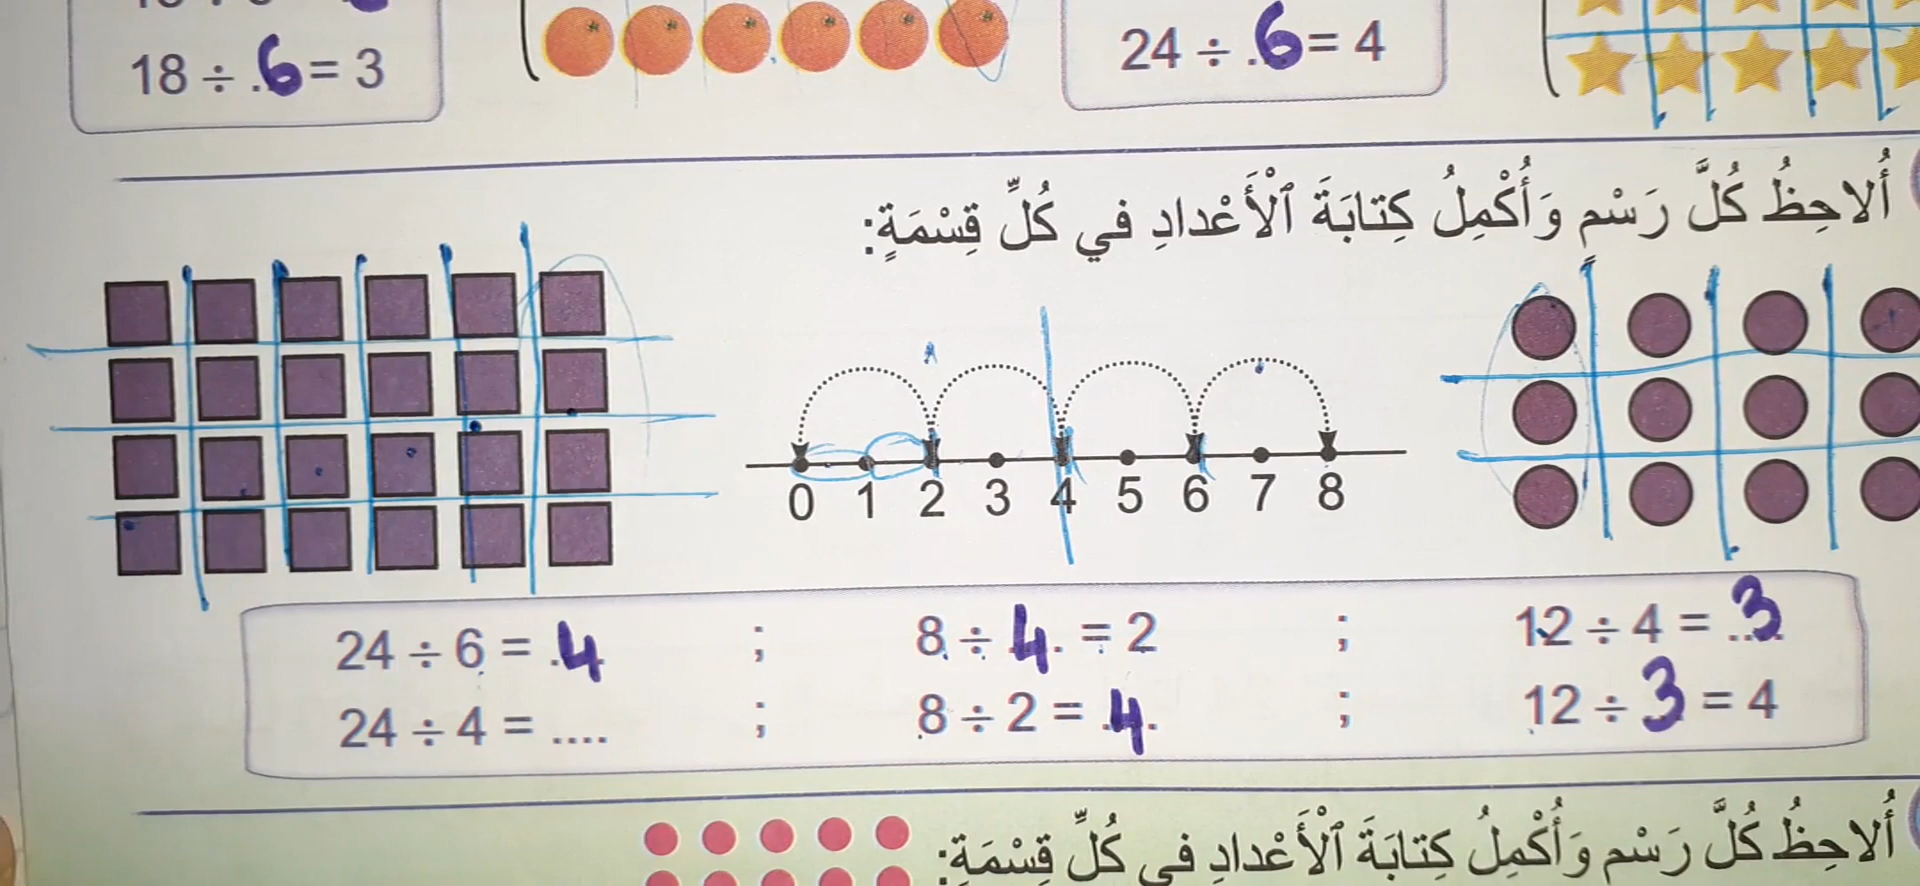 18 ÷ .6. = 3
24 ÷ .6. = 4
أُلاحِظُ كُلَّ رَسْمٍ وَأُكْمِلُ كِتابَةَ ٱلْأَعْدادِ في كُلِّ قِسْمَةٍ:
0 1 2 3 4 5 6 7 8
24 ÷ 6 = .4. ; 8 ÷ .4. = 2 ; 12 ÷ 4 = ..3..
24 ÷ 4 = .... ; 8 ÷ 2 = .4. ; 12 ÷ 3 = 4
أُلاحِظُ كُلَّ رَسْمٍ وَأُكْمِلُ كِتابَةَ ٱلْأَعْدادِ في كُلِّ قِسْمَةٍ: